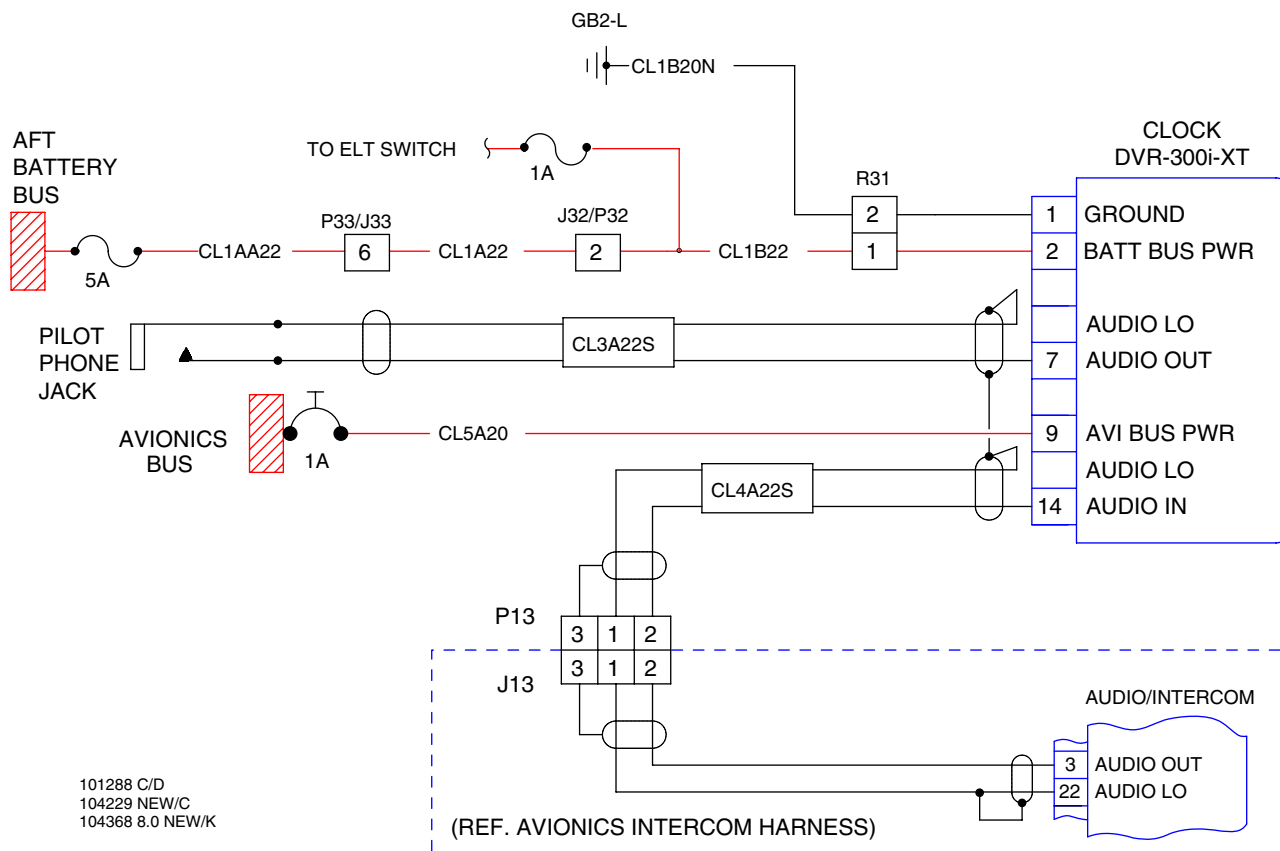 GB2-L
CL1B20N
AFT
BATTERY
BUS
TO ELT SWITCH
1A
CLOCK
DVR-300i-XT
R31
P33/J33
J32/P32
2
1
GROUND
5A
CL1AA22
6
CL1A22
2
CL1B22
1
2
BATT BUS PWR
PILOT
PHONE
JACK
CL3A22S
AUDIO LO
7
AUDIO OUT
AVIONICS
BUS
1A
CL5A20
9
AVI BUS PWR
CL4A22S
AUDIO LO
14
AUDIO IN
P13
3 1 2
3 1 2
J13
AUDIO/INTERCOM
3
AUDIO OUT
22
AUDIO LO
101288 C/D
104229 NEW/C
104368 8.0 NEW/K
(REF. AVIONICS INTERCOM HARNESS)